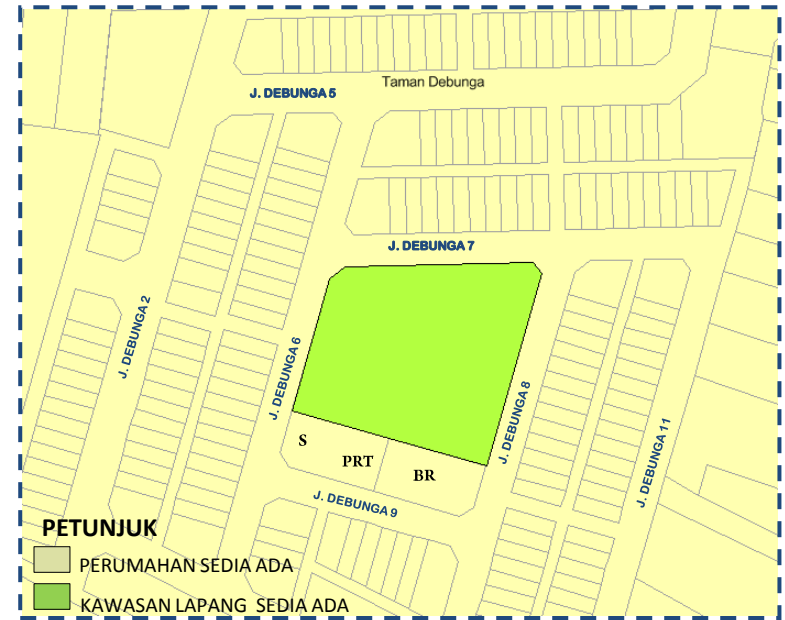 Taman Debunga
J. DEBUNGA 5
J. DEBUNGA 7
J. DEBUNGA 2
J. DEBUNGA 6
J. DEBUNGA 8
J. DEBUNGA 11
S
PRT
BR
J. DEBUNGA 9
PETUNJUK
PERUMAHAN SEDIA ADA
KAWASAN LAPANG SEDIA ADA